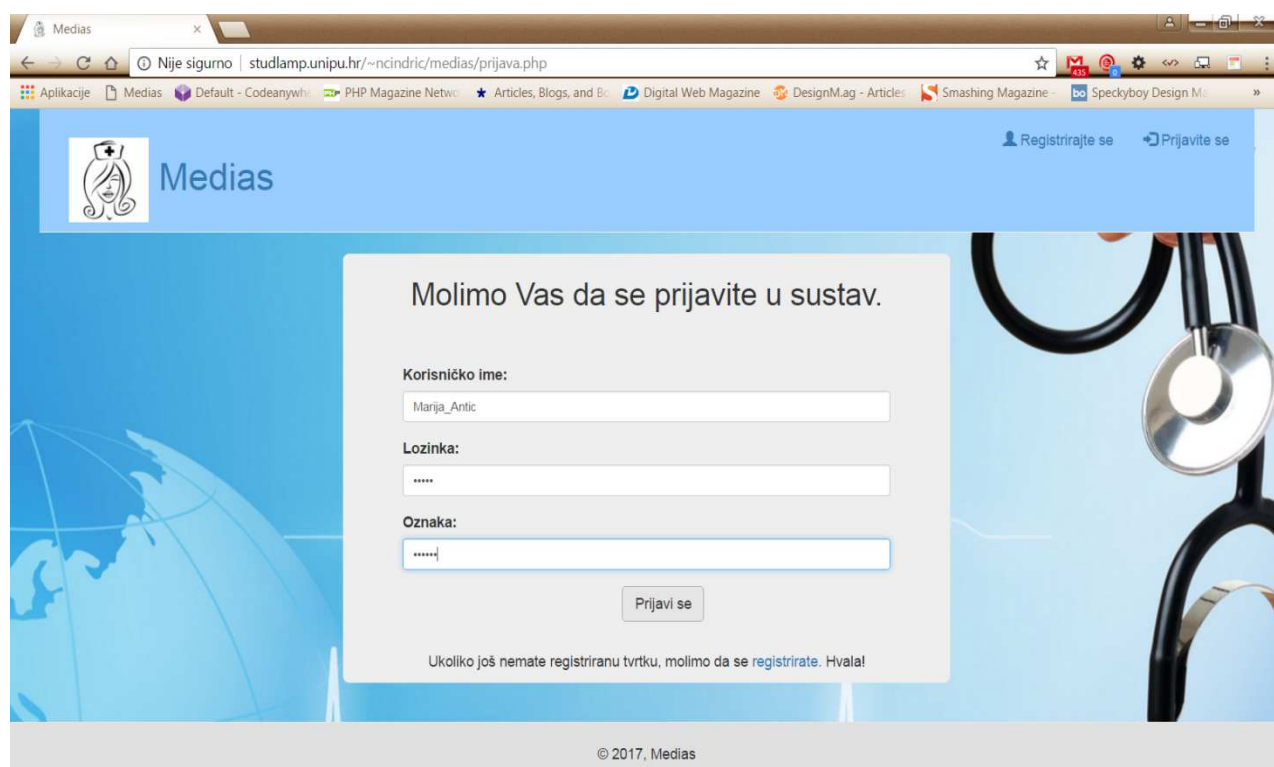 Medias
Nije sigurno | studlamp.unipu.hr/~ncindric/medias/prijava.php
435
0
Aplikacije Medias Default - Codeanywhe PHP Magazine Netwo Articles, Blogs, and Bo Digital Web Magazine DesignM.ag - Articles Smashing Magazine - bo Speckyboy Design Ma »
Registrirajte se Prijavite se
Medias
Molimo Vas da se prijavite u sustav.
Korisničko ime:
Marija_Antic
Lozinka:
•••••
Oznaka:
••••••
Prijavi se
Ukoliko još nemate registriranu tvrtku, molimo da se registrirate. Hvala!
© 2017, Medias